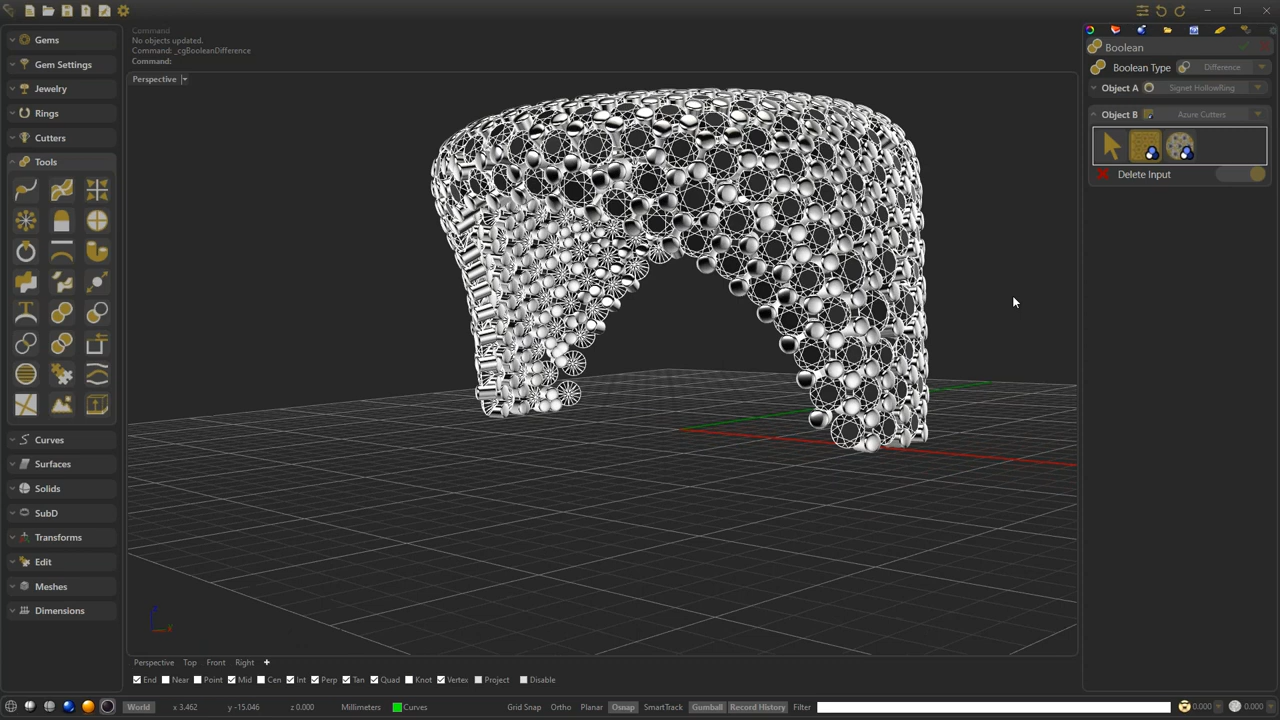 Command
No objects updated.
Command: _cgBooleanDifference
Command:
Gems
Gem Settings
Jewelry
Rings
Cutters
Tools
Curves
Surfaces
Solids
SubD
Transforms
Edit
Meshes
Dimensions
Perspective
Boolean
Boolean Type
Difference
Object A
Signet HollowRing
Object B
Azure Cutters
Delete Input
z
x
Perspective
Top
Front
Right
End
Near
Point
Mid
Cen
Int
Perp
Tan
Quad
Knot
Vertex
Project
Disable
World
x 3.462
y -15.046
z 0.000
Millimeters
Curves
Grid Snap
Ortho
Planar
Osnap
SmartTrack
Gumball
Record History
Filter
0.000
0.000